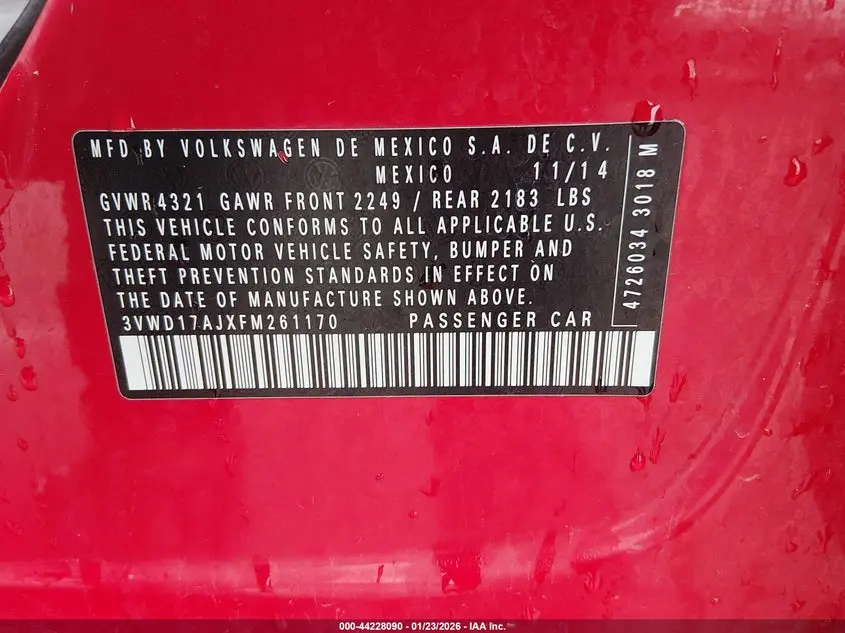 MFD BY VOLKSWAGEN DE MEXICO S.A. DE C.V.
MEXICO 11/14
GVWR 4321 GAWR FRONT 2249 / REAR 2183 LBS
THIS VEHICLE CONFORMS TO ALL APPLICABLE U.S.
FEDERAL MOTOR VEHICLE SAFETY, BUMPER AND
THEFT PREVENTION STANDARDS IN EFFECT ON
THE DATE OF MANUFACTURE SHOWN ABOVE.
3VWD17AJXFM261170 PASSENGER CAR
4726034 3018 M
000-44228090 - 01/23/2026 - IAA Inc.